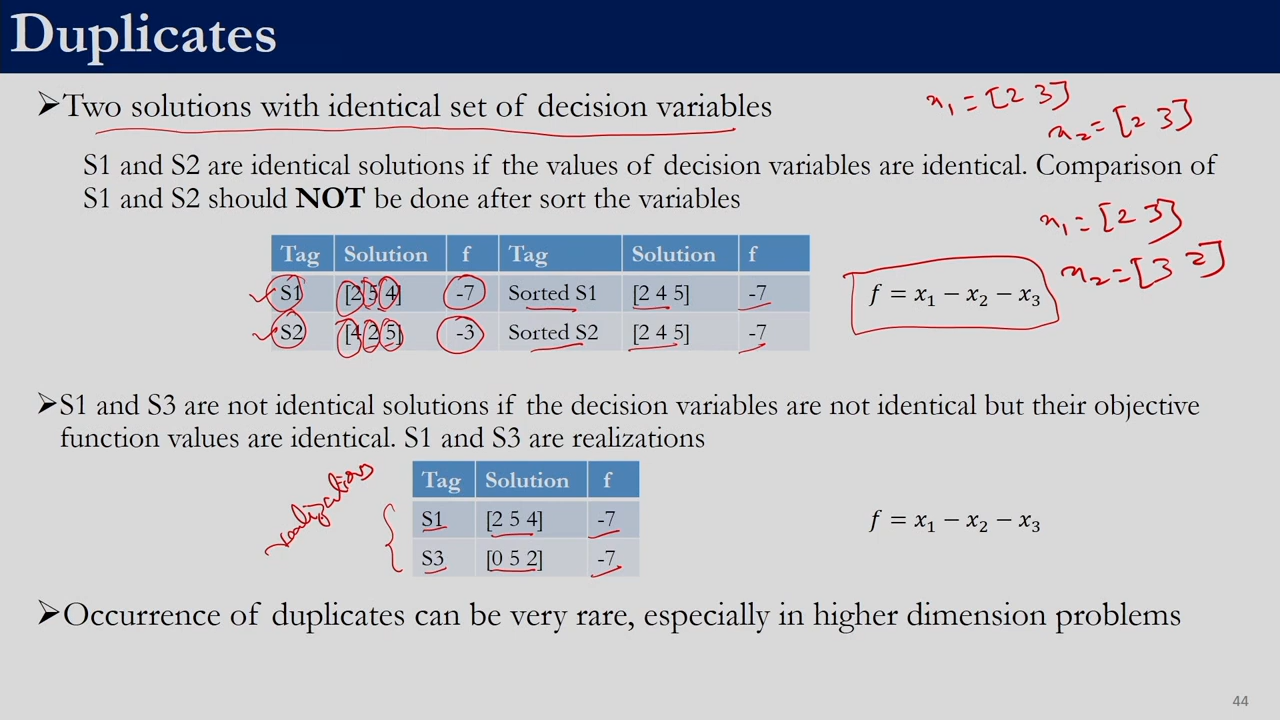 Duplicates
➢Two solutions with identical set of decision variables
x1 = [2 3]
x2 = [2 3]
S1 and S2 are identical solutions if the values of decision variables are identical. Comparison of
S1 and S2 should NOT be done after sort the variables
x1 = [2 3]
x2 = [3 2]
Tag Solution f Tag Solution f
S1 [2 5 4] -7 Sorted S1 [2 4 5] -7
S2 [4 2 5] -3 Sorted S2 [2 4 5] -7
f = x1 − x2 − x3
➢S1 and S3 are not identical solutions if the decision variables are not identical but their objective
function values are identical. S1 and S3 are realizations
realizations
Tag Solution f
S1 [2 5 4] -7
S3 [0 5 2] -7
f = x1 − x2 − x3
➢Occurrence of duplicates can be very rare, especially in higher dimension problems
44